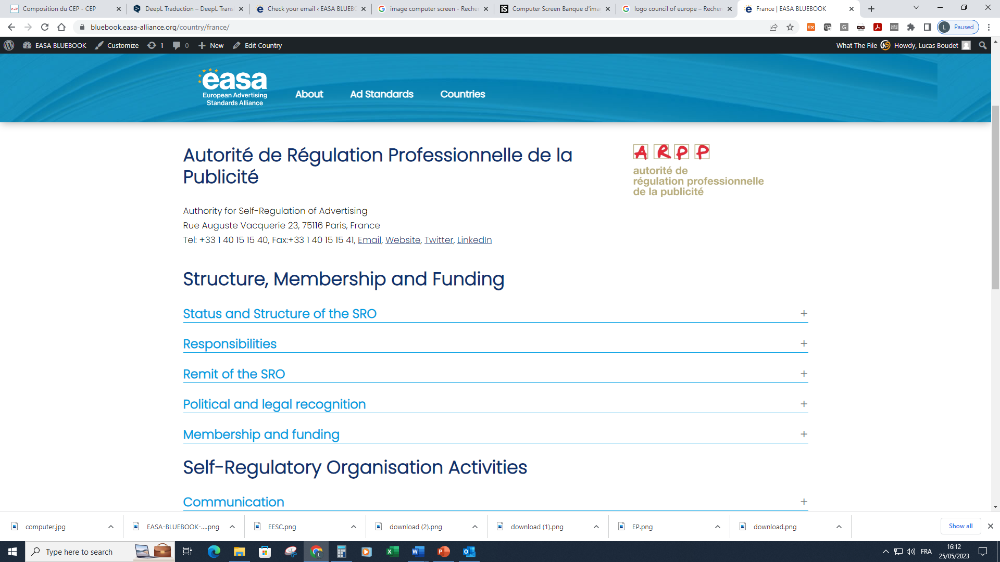 Composition du CEP - CEP
DeepL Traduction – DeepL Trans
Check your email ‹ EASA BLUEBO
image computer screen - Recher
Computer Screen Banque d'ima
logo council of europe – Recher
France | EASA BLUEBOOK
bluebook.easa-alliance.org/country/france/
Paused
EASA BLUEBOOK
Customize
1
0
New
Edit Country
What The File
Howdy, Lucas Boudet
easa
European Advertising
Standards Alliance
About
Ad Standards
Countries
Autorité de Régulation Professionnelle de la
Publicité
ARPP
autorité de
régulation professionnelle
de la publicité
Authority for Self-Regulation of Advertising
Rue Auguste Vacquerie 23, 75116 Paris, France
Tel: +33 1 40 15 15 40, Fax:+33 1 40 15 15 41, Email, Website, Twitter, LinkedIn
Structure, Membership and Funding
Status and Structure of the SRO
Responsibilities
Remit of the SRO
Political and legal recognition
Membership and funding
Self-Regulatory Organisation Activities
Communication
computer.jpg
EASA-BLUEBOOK-....png
EESC.png
download (2).png
download (1).png
EP.png
download.png
Show all
Type here to search
FRA
16:12
25/05/2023